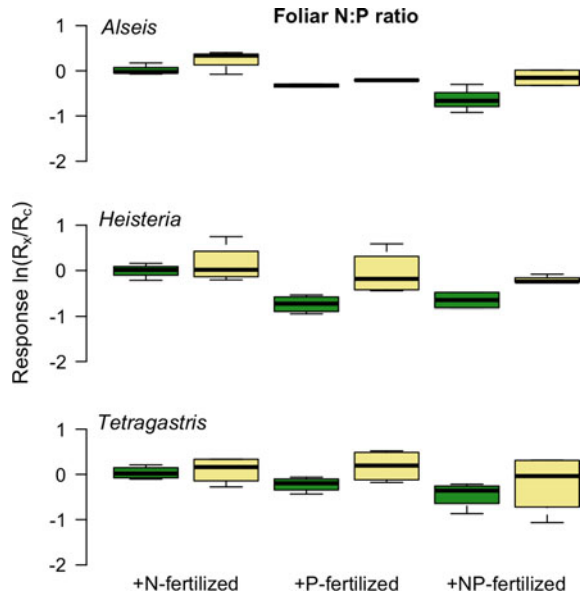 Foliar N:P ratio
Alseis
1
0
-1
-2
Heisteria
1
0
-1
-2
Tetragastris
1
0
-1
-2
Response ln(Rx/Rc)
+N-fertilized +P-fertilized +NP-fertilized